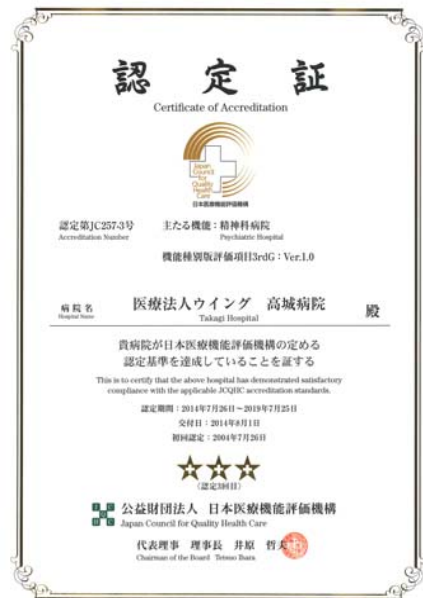 認定証
Certificate of Accreditation
Japan
Council
for
Quality
Health
Care
日本医療機能評価機構
認定第JC257-3号 主たる機能：精神科病院
Accreditation Number Psychiatric Hospital
機能種別版評価項目3rdG：Ver.1.0
病院名 医療法人ウイング 高城病院 殿
Hospital Name Takagi Hospital
貴病院が日本医療機能評価機構の定める
認定基準を達成していることを証する
This is to certify that the above hospital has demonstrated satisfactory
compliance with the applicable JCQHC accreditation standards.
認定期間：2014年7月26日～2019年7月25日
交付日：2014年8月1日
初回認定：2004年7月26日
（認定3回目）
公益財団法人 日本医療機能評価機構
Japan Council for Quality Health Care
代表理事 理事長 井原 哲夫
Chairman of the Board Tetsuo Ihara